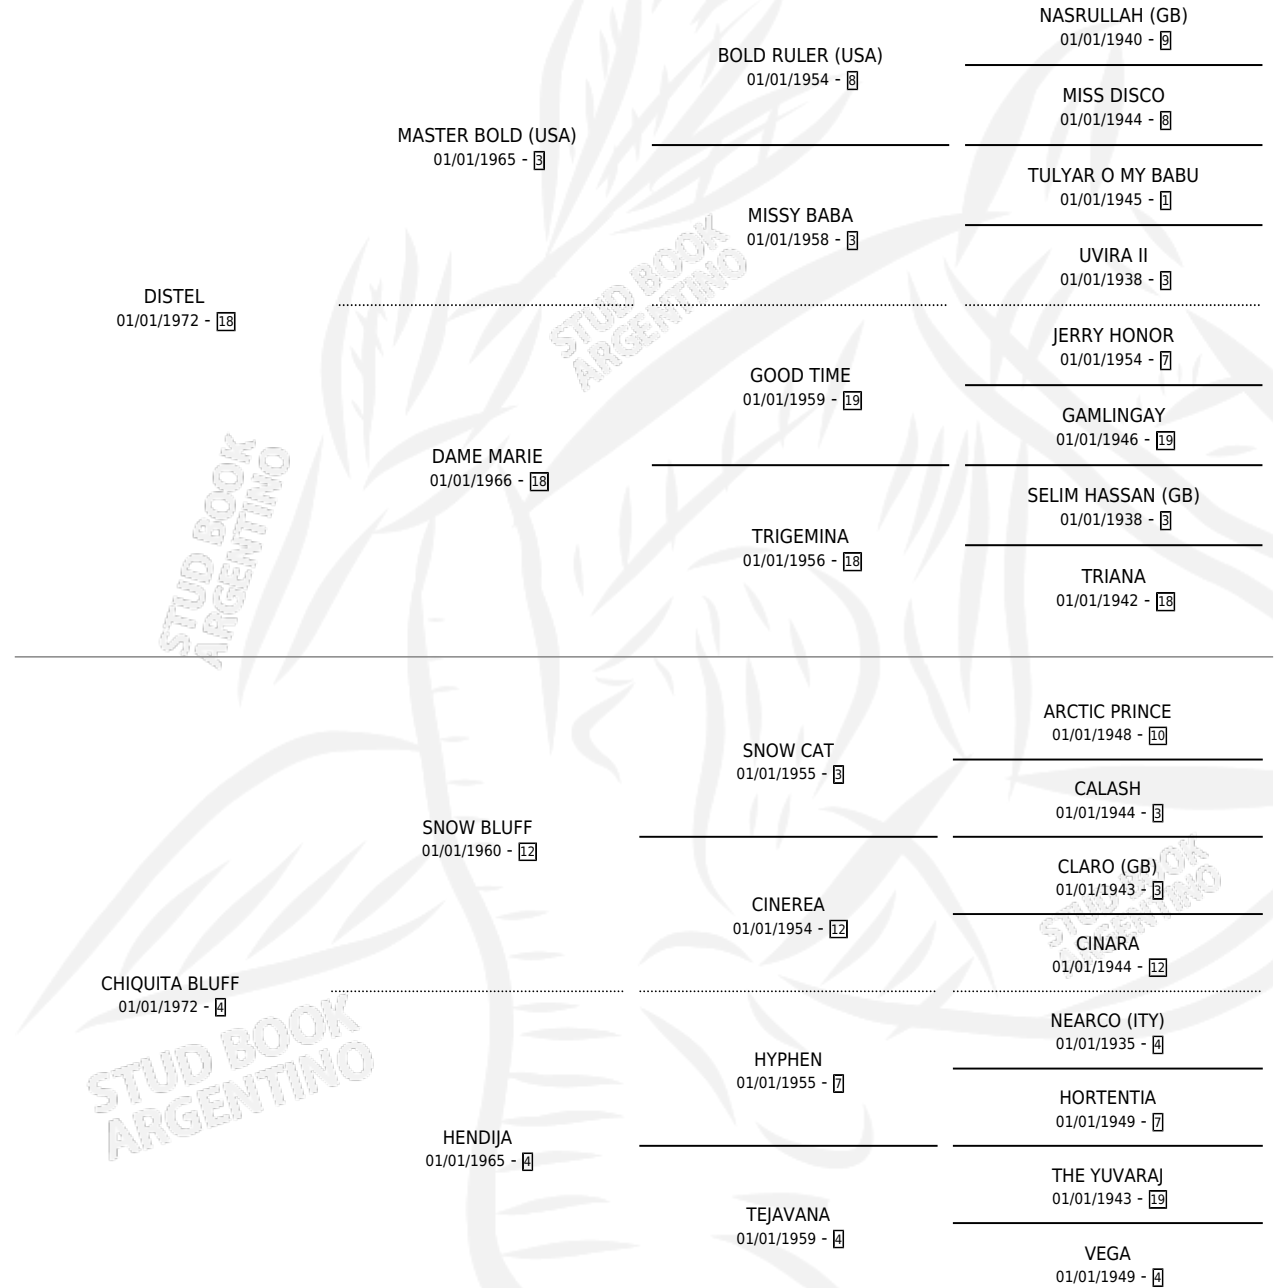 NASRULLAH (GB)
01/01/1940 - 9
BOLD RULER (USA)
01/01/1954 - 8
MISS DISCO
01/01/1944 - 8
MASTER BOLD (USA)
01/01/1965 - 3
TULYAR O MY BABU
01/01/1945 - 1
MISSY BABA
01/01/1958 - 3
UVIRA II
01/01/1938 - 3
DISTEL
01/01/1972 - 18
JERRY HONOR
01/01/1954 - 7
GOOD TIME
01/01/1959 - 19
GAMLINGAY
01/01/1946 - 19
DAME MARIE
01/01/1966 - 18
SELIM HASSAN (GB)
01/01/1938 - 3
TRIGEMINA
01/01/1956 - 18
TRIANA
01/01/1942 - 18
ARCTIC PRINCE
01/01/1948 - 10
SNOW CAT
01/01/1955 - 3
CALASH
01/01/1944 - 3
SNOW BLUFF
01/01/1960 - 12
CLARO (GB)
01/01/1943 - 3
CINEREA
01/01/1954 - 12
CINARA
01/01/1944 - 12
CHIQUITA BLUFF
01/01/1972 - 4
NEARCO (ITY)
01/01/1935 - 4
HYPHEN
01/01/1955 - 7
HORTENTIA
01/01/1949 - 7
HENDIJA
01/01/1965 - 4
THE YUVARAJ
01/01/1943 - 19
TEJAVANA
01/01/1959 - 4
VEGA
01/01/1949 - 4
STUD BOOK
ARGENTINO
STUD BOOK
ARGENTINO
STUD BOOK
ARGENTINO
STUD BOOK
ARGENTINO